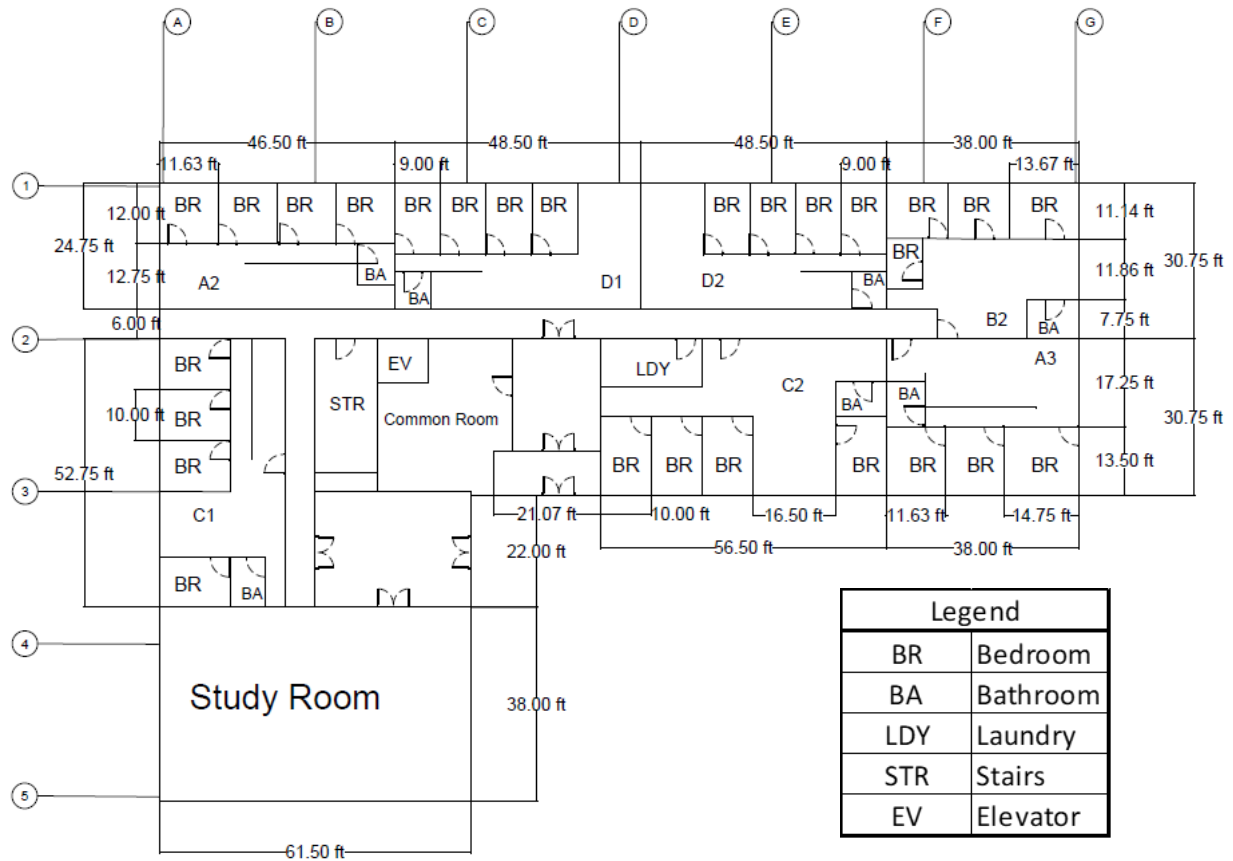 A B C D E F G
46.50 ft 48.50 ft 48.50 ft 38.00 ft
11.63 ft 9.00 ft 9.00 ft 13.67 ft
1
12.00 ft BR BR BR BR BR BR BR BR BR BR BR BR BR BR BR 11.14 ft
24.75 ft BR 30.75 ft
12.75 ft A2 BA BA D1 D2 BA 11.86 ft
6.00 ft B2 BA 7.75 ft
2
BR EV LDY C2 A3
10.00 ft BR STR Common Room BA BA 17.25 ft
30.75 ft
52.75 ft BR BR BR BR BR BR BR BR 13.50 ft
3
C1 21.07 ft 10.00 ft 16.50 ft 11.63 ft 14.75 ft
22.00 ft 56.50 ft 38.00 ft
BR BA
4
Study Room 38.00 ft
5
61.50 ft
Legend
BR Bedroom
BA Bathroom
LDY Laundry
STR Stairs
EV Elevator